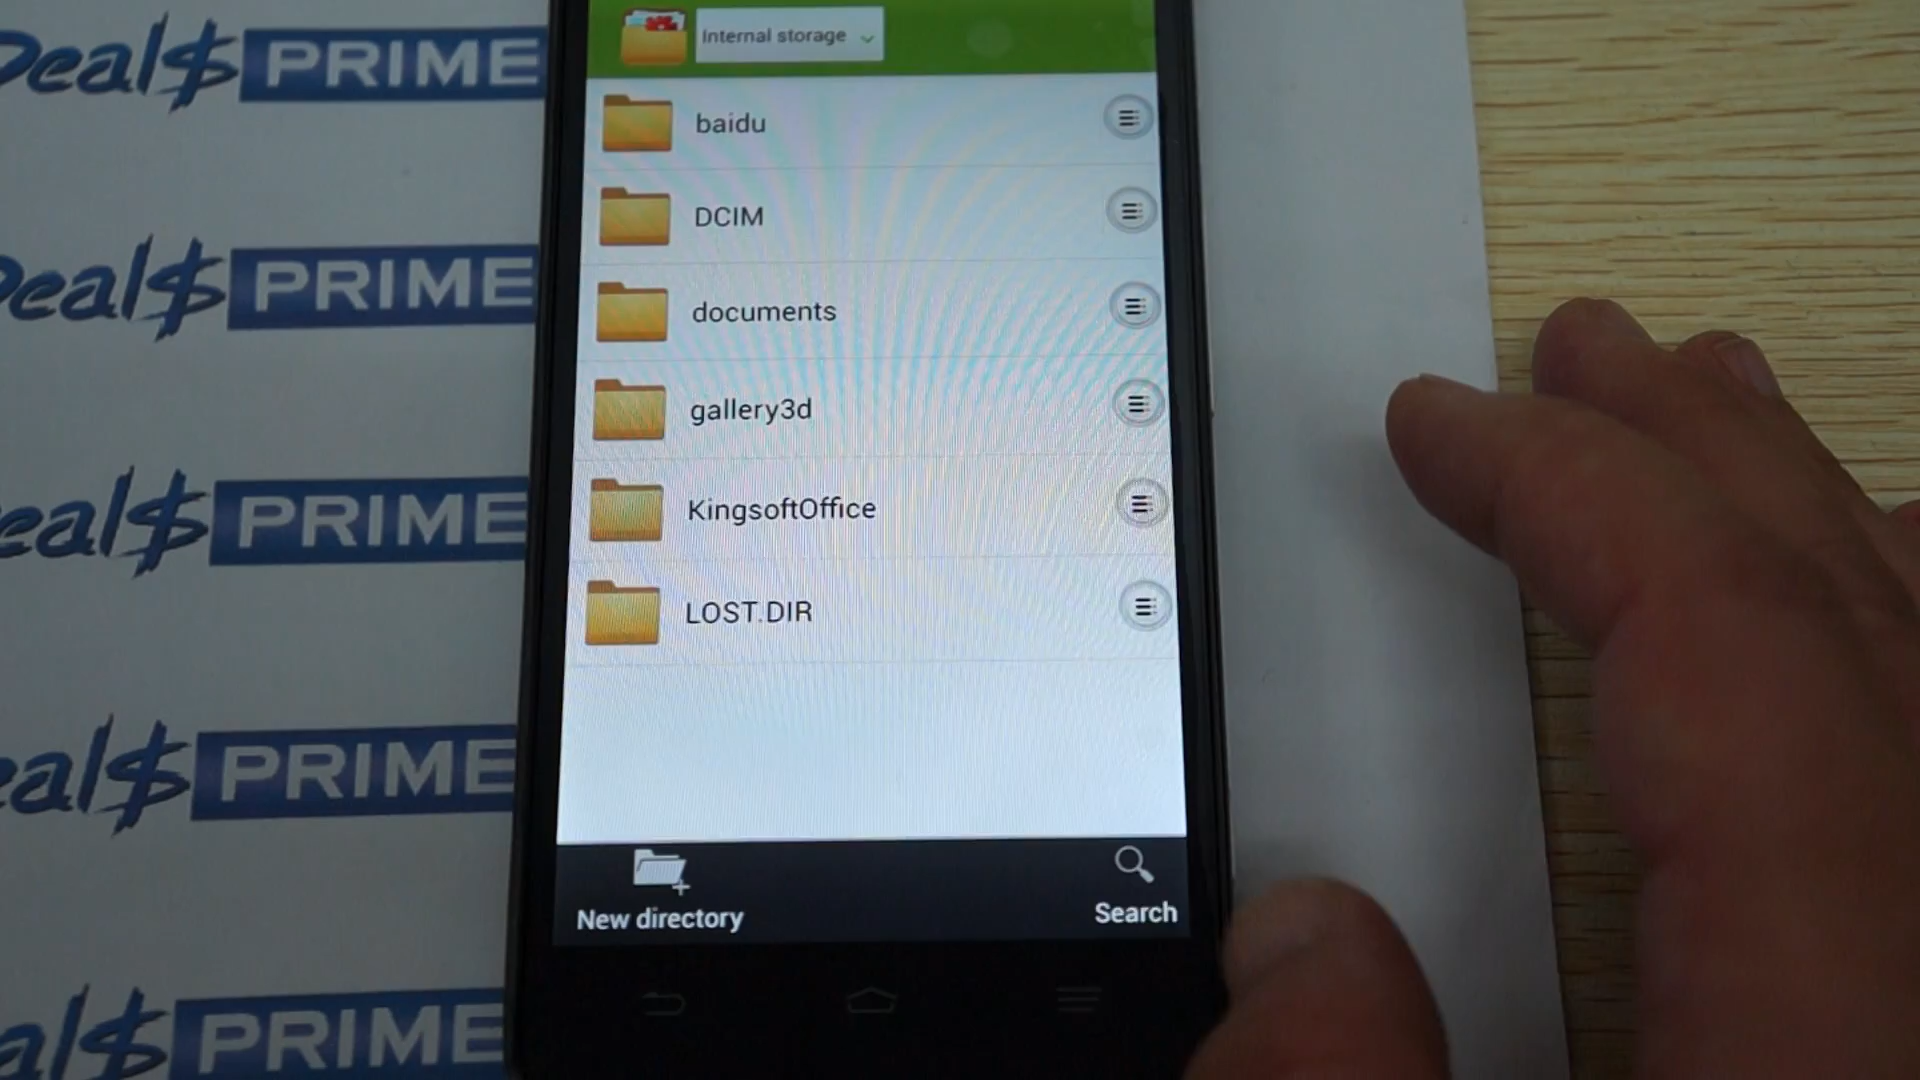 Internal storage
baidu
DCIM
documents
gallery3d
KingsoftOffice
LOST.DIR
New directory
Search
Deal$ PRIME
Deal$ PRIME
eal$ PRIME
eal$ PRIME
al$ PRIME